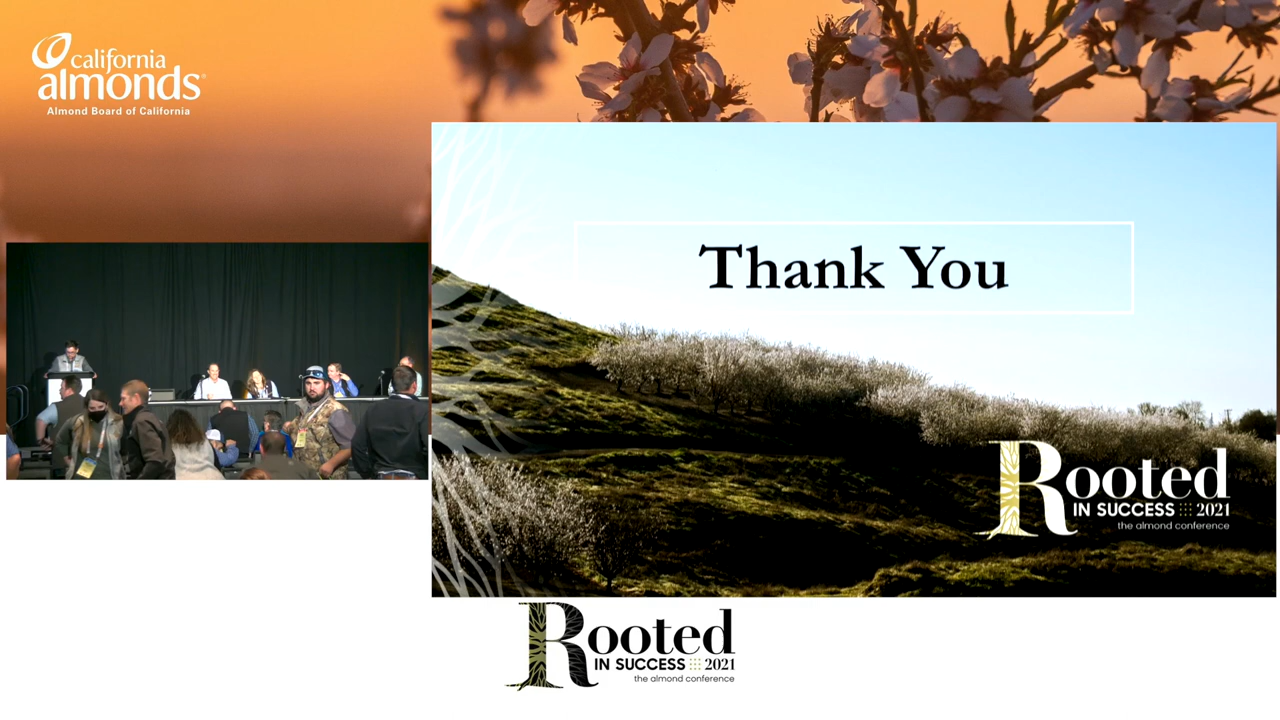 california
almonds®
Almond Board of California
Thank You
Rooted
IN SUCCESS 2021
the almond conference
Rooted
IN SUCCESS 2021
the almond conference